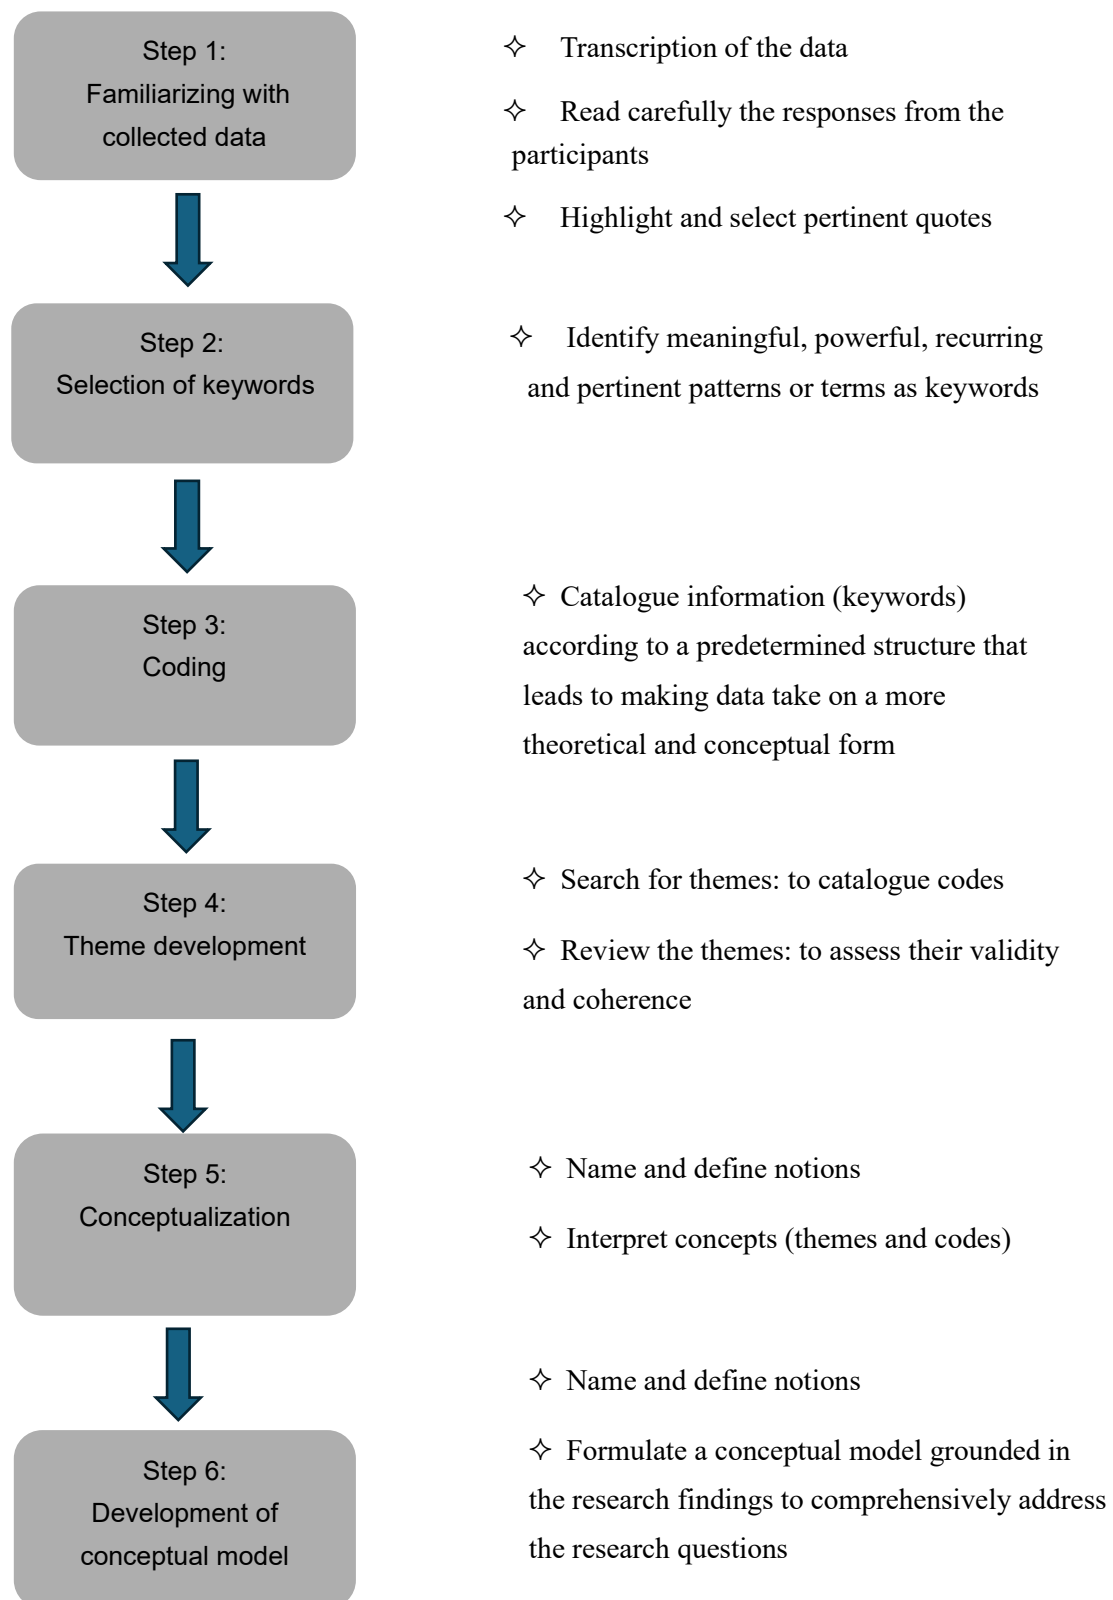 Step 1:
Familiarizing with
collected data
✧ Transcription of the data
✧ Read carefully the responses from the
participants
✧ Highlight and select pertinent quotes
Step 2:
Selection of keywords
✧ Identify meaningful, powerful, recurring
and pertinent patterns or terms as keywords
Step 3:
Coding
✧ Catalogue information (keywords)
according to a predetermined structure that
leads to making data take on a more
theoretical and conceptual form
Step 4:
Theme development
✧ Search for themes: to catalogue codes
✧ Review the themes: to assess their validity
and coherence
Step 5:
Conceptualization
✧ Name and define notions
✧ Interpret concepts (themes and codes)
Step 6:
Development of
conceptual model
✧ Name and define notions
✧ Formulate a conceptual model grounded in
the research findings to comprehensively address
the research questions